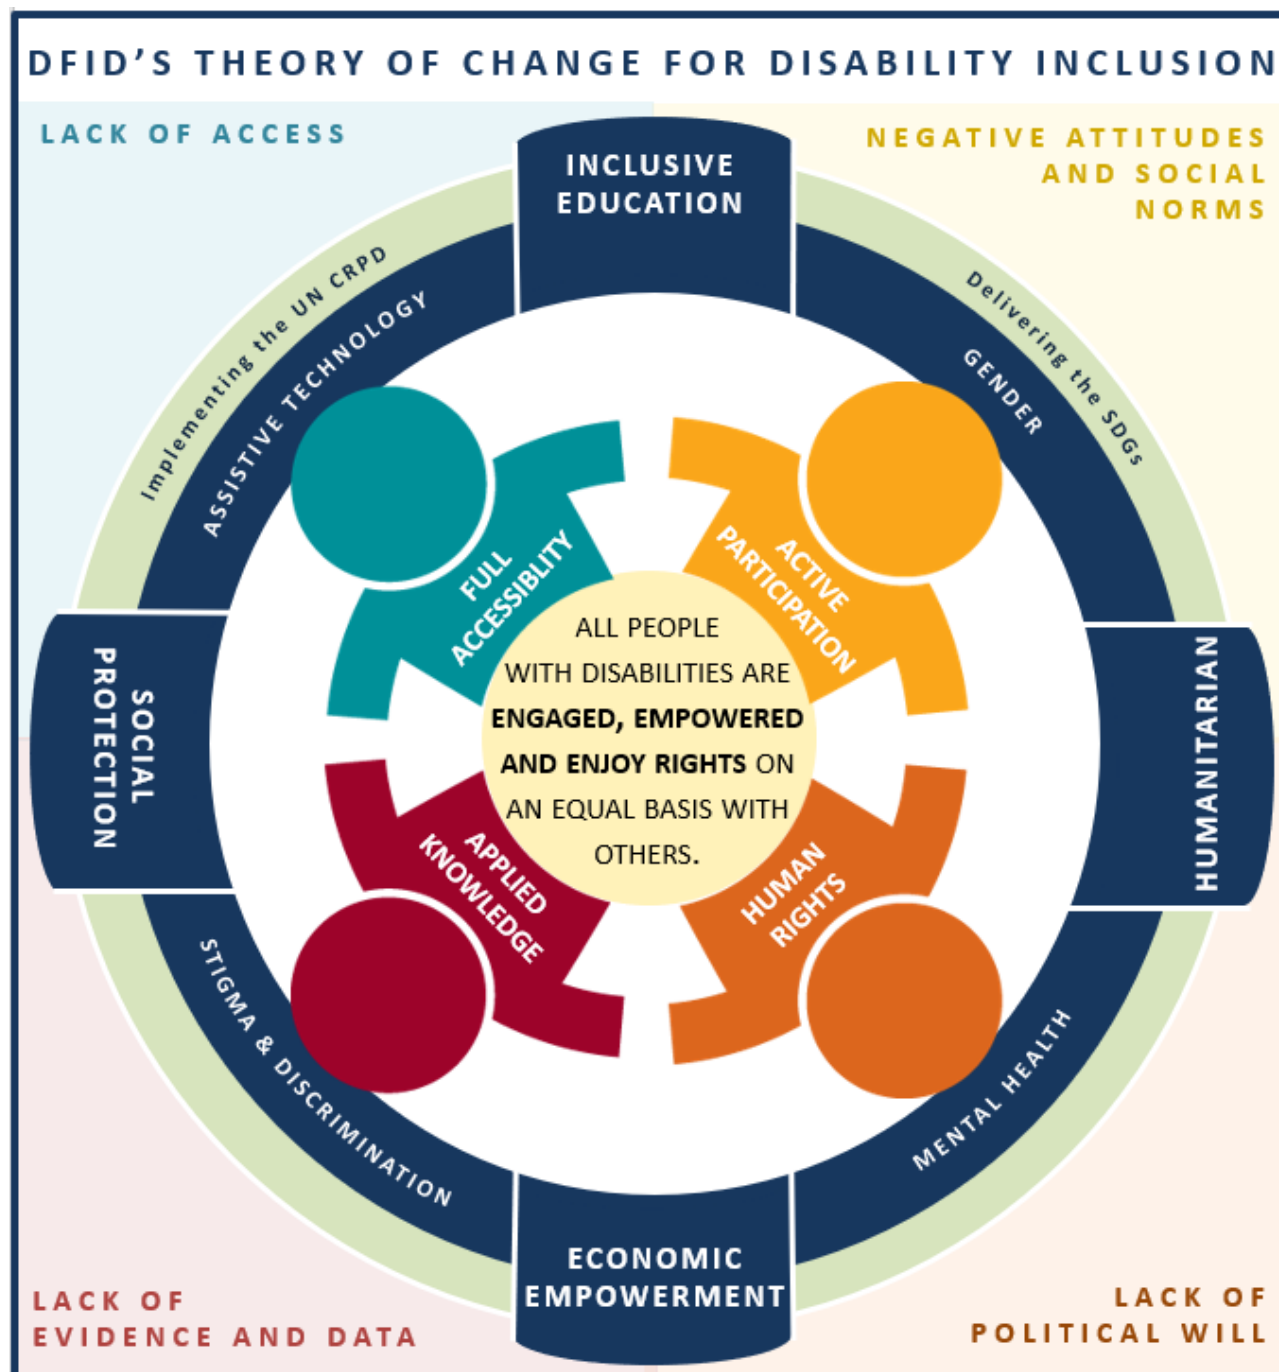 DFID'S THEORY OF CHANGE FOR DISABILITY INCLUSION
LACK OF ACCESS
NEGATIVE ATTITUDES
AND SOCIAL
NORMS
INCLUSIVE
EDUCATION
Implementing the UN CRPD
ASSISTIVE TECHNOLOGY
Delivering the SDGs
GENDER
FULL
ACCESSIBLITY
ACTIVE
PARTICIPATION
SOCIAL
PROTECTION
ALL PEOPLE
WITH DISABILITIES ARE
ENGAGED, EMPOWERED
AND ENJOY RIGHTS ON
AN EQUAL BASIS WITH
OTHERS.
HUMANITARIAN
APPLIED
KNOWLEDGE
HUMAN
RIGHTS
STIGMA & DISCRIMINATION
MENTAL HEALTH
ECONOMIC
EMPOWERMENT
LACK OF
EVIDENCE AND DATA
LACK OF
POLITICAL WILL